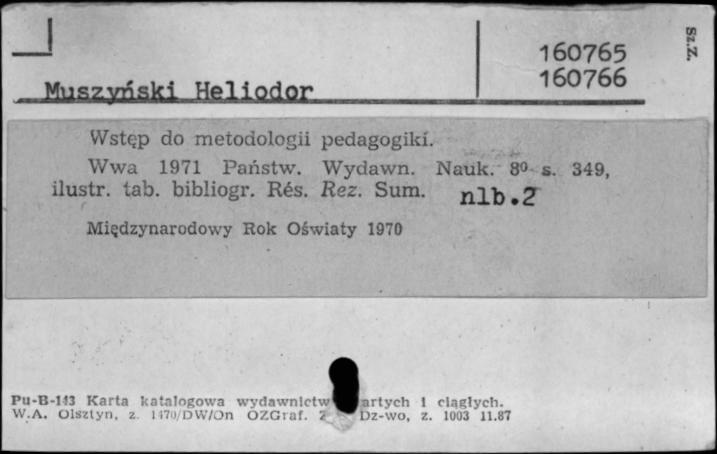 Sz.Z.
160765
160766
Muszyński Heliodor
Wstęp do metodologii pedagogiki.
Wwa 1971 Państw. Wydawn. Nauk. 8⁰ s. 349,
ilustr. tab. bibliogr. Rés. Rez. Sum. nlb.2
Międzynarodowy Rok Oświaty 1970
Pu-B-143 Karta katalogowa wydawnictw artych i ciągłych.
W.A. Olsztyn, z. 1470/DW/On OZGraf. Dz-wo, z. 1003 11.87